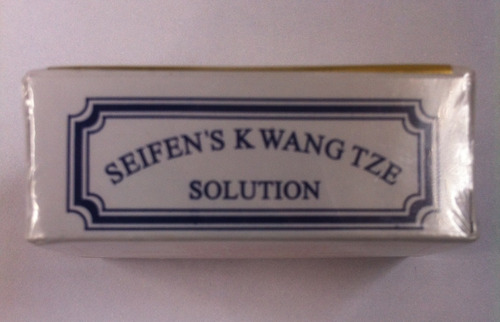 SEIFEN'S K WANG TZE
SOLUTION